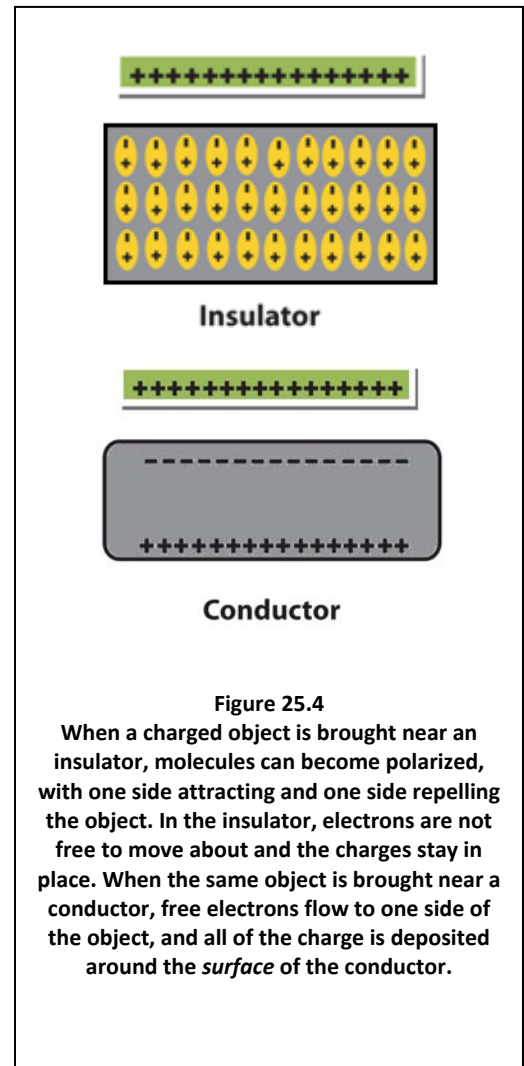 ++++++++++++++++
Insulator
++++++++++++++++
– – – – – – – – – – – – – – –
++++++++++++++++
Conductor
Figure 25.4
When a charged object is brought near an
insulator, molecules can become polarized,
with one side attracting and one side repelling
the object. In the insulator, electrons are not
free to move about and the charges stay in
place. When the same object is brought near a
conductor, free electrons flow to one side of
the object, and all of the charge is deposited
around the surface of the conductor.